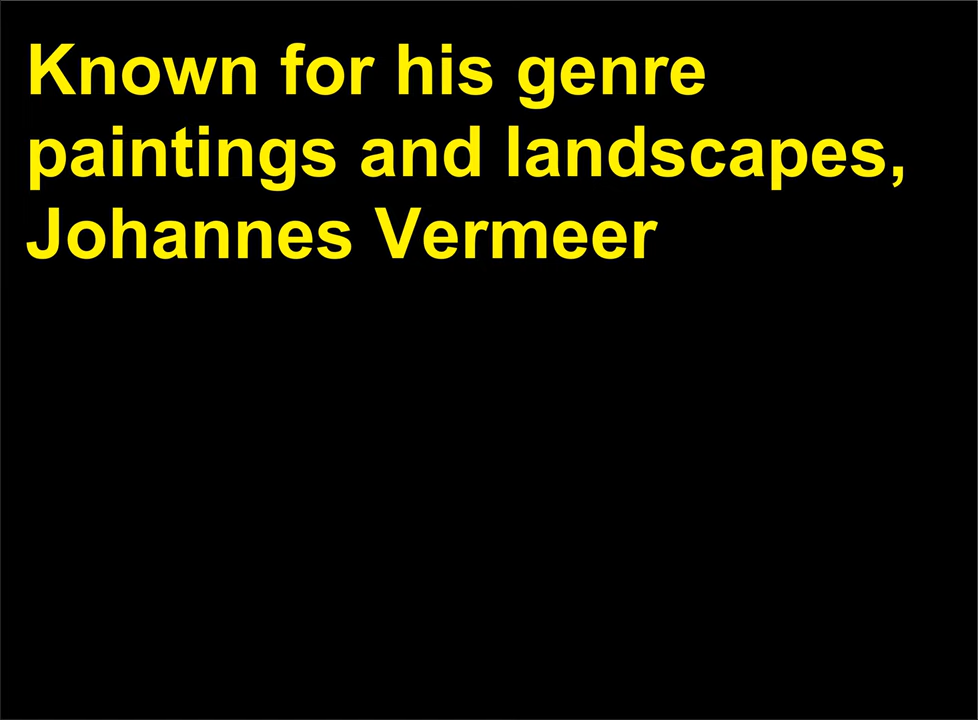 Known for his genre
paintings and landscapes,
Johannes Vermeer